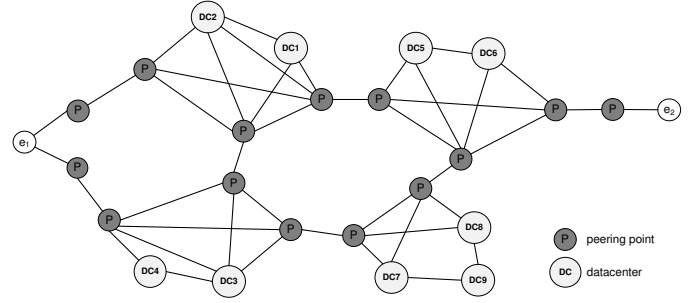 DC2
DC1
DC5
DC6
P
P
P
P
P
P
P
e₂
P
e₁
P
P
P
P
P
P
P
DC8
P peering point
DC4
DC3
DC7
DC9
DC datacenter